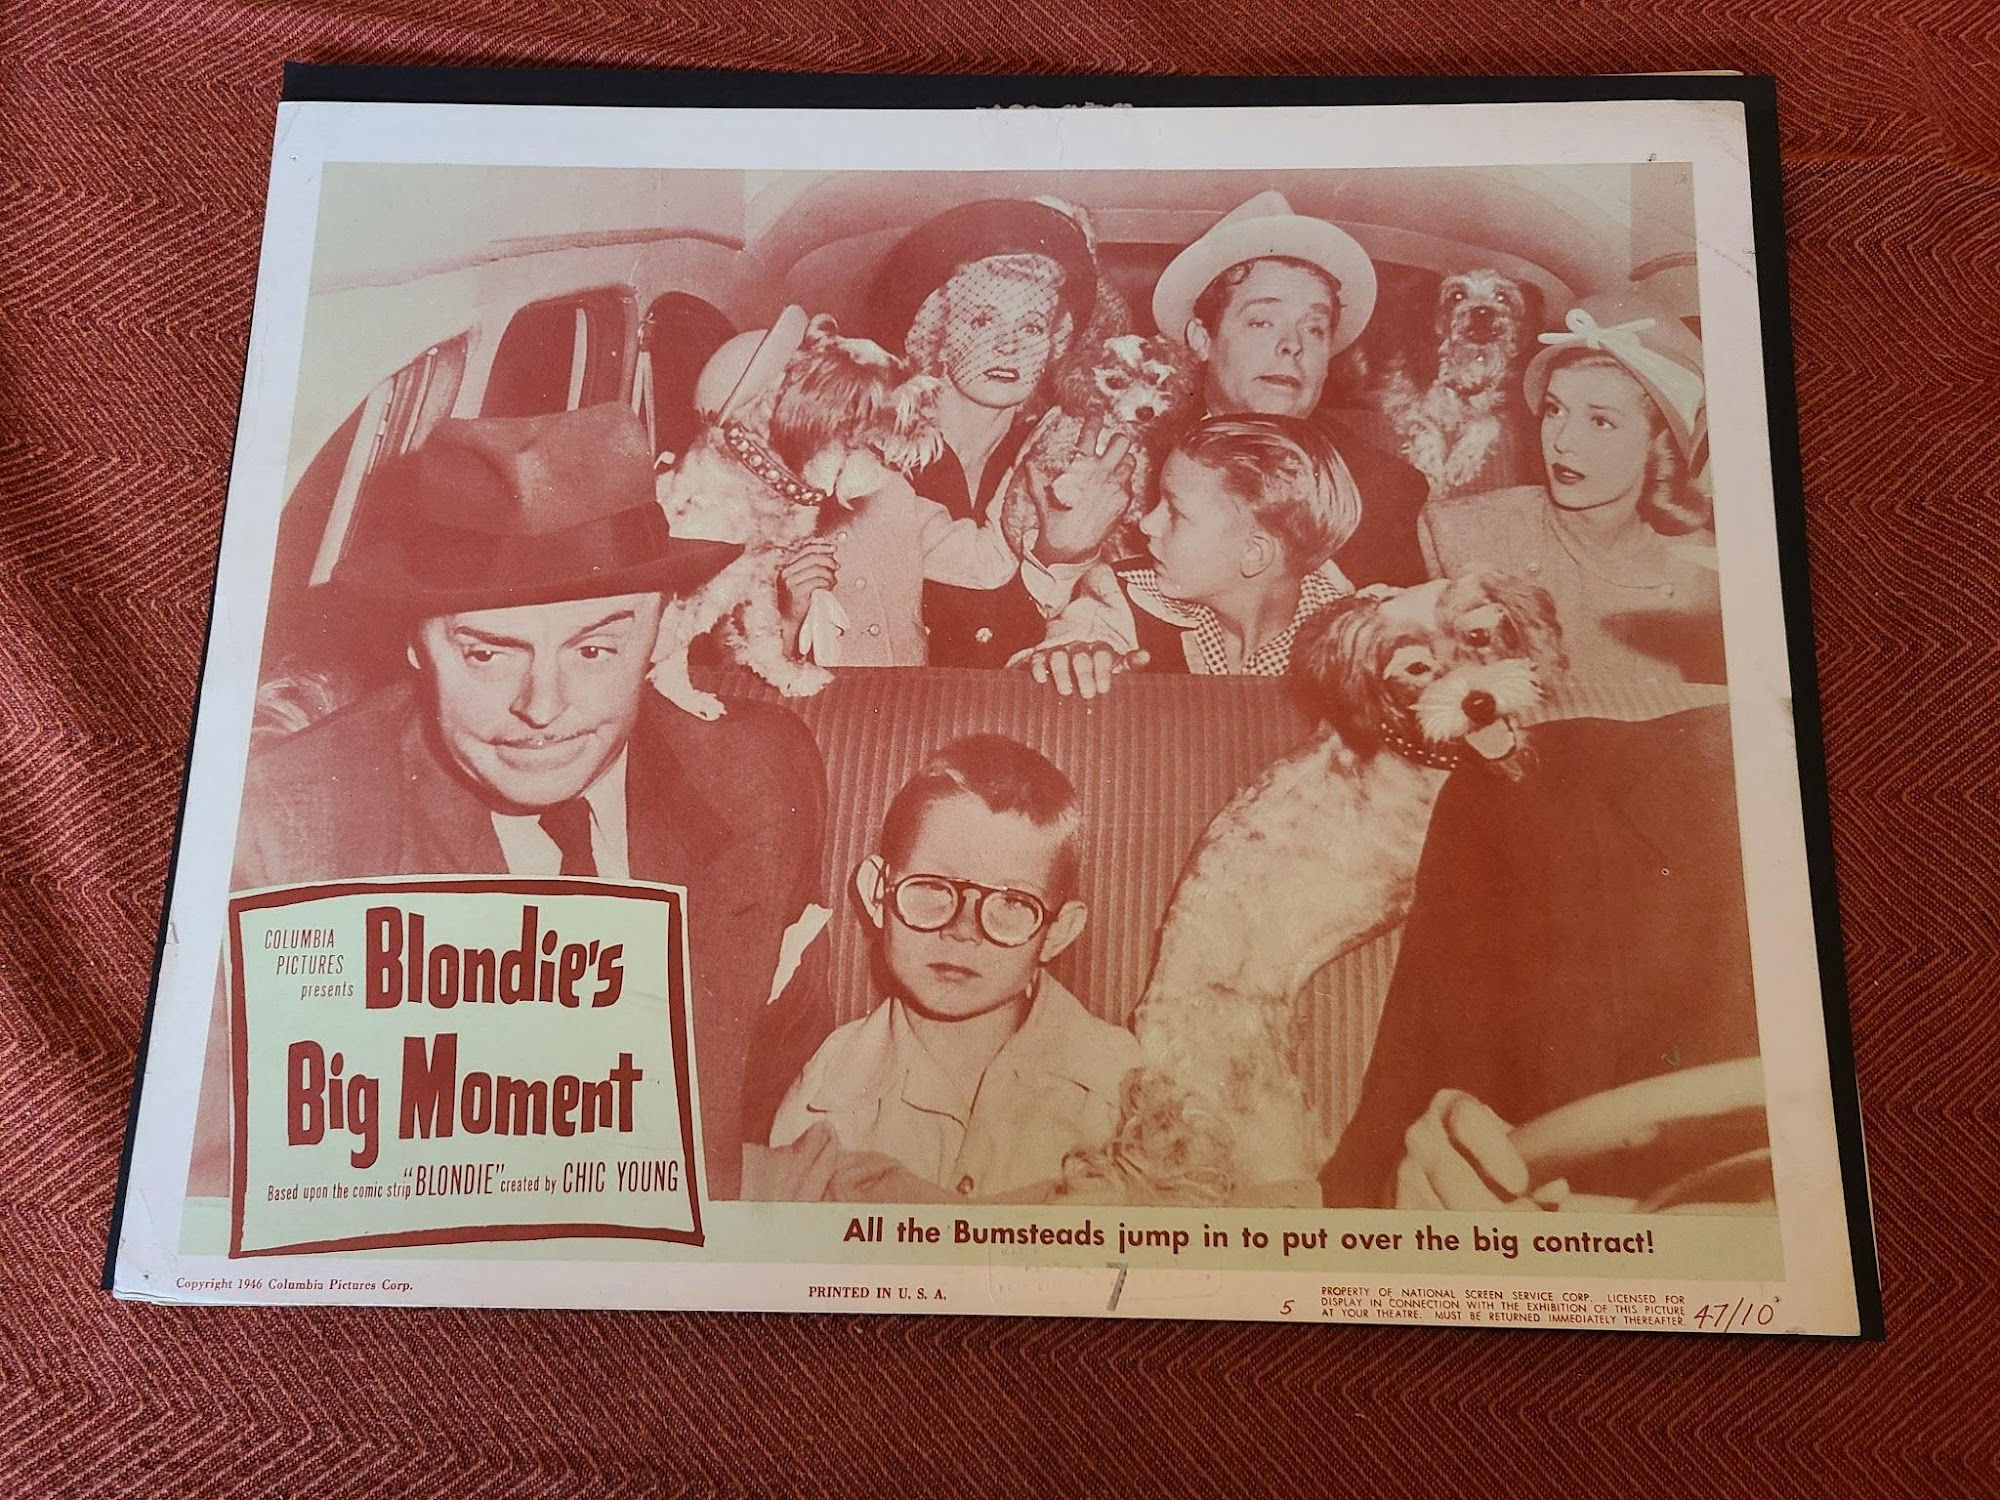 COLUMBIA
PICTURES
presents
Blondie's
Big Moment
Based upon the comic strip "BLONDIE" created by CHIC YOUNG
All the Bumsteads jump in to put over the big contract!
Copyright 1946 Columbia Pictures Corp.
PRINTED IN U. S. A.
7
5
PROPERTY OF NATIONAL SCREEN SERVICE CORP. LICENSED FOR
DISPLAY IN CONNECTION WITH THE EXHIBITION OF THIS PICTURE
AT YOUR THEATRE. MUST BE RETURNED IMMEDIATELY THEREAFTER.
47/10